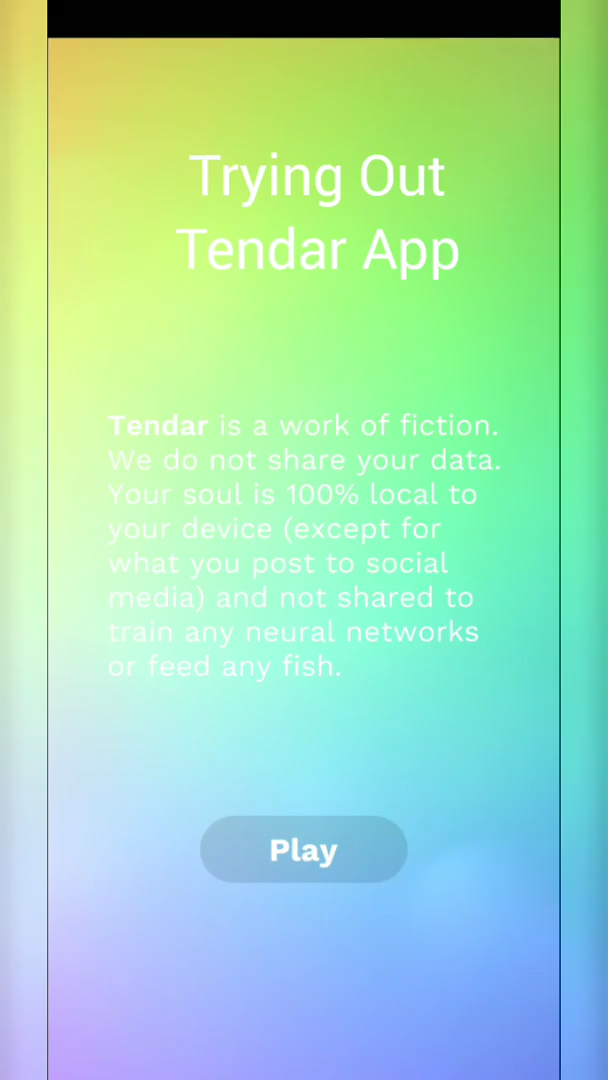 Trying Out
Tendar App
Tendar is a work of fiction.
We do not share your data.
Your soul is 100% local to
your device (except for
what you post to social
media) and not shared to
train any neural networks
or feed any fish.
Play